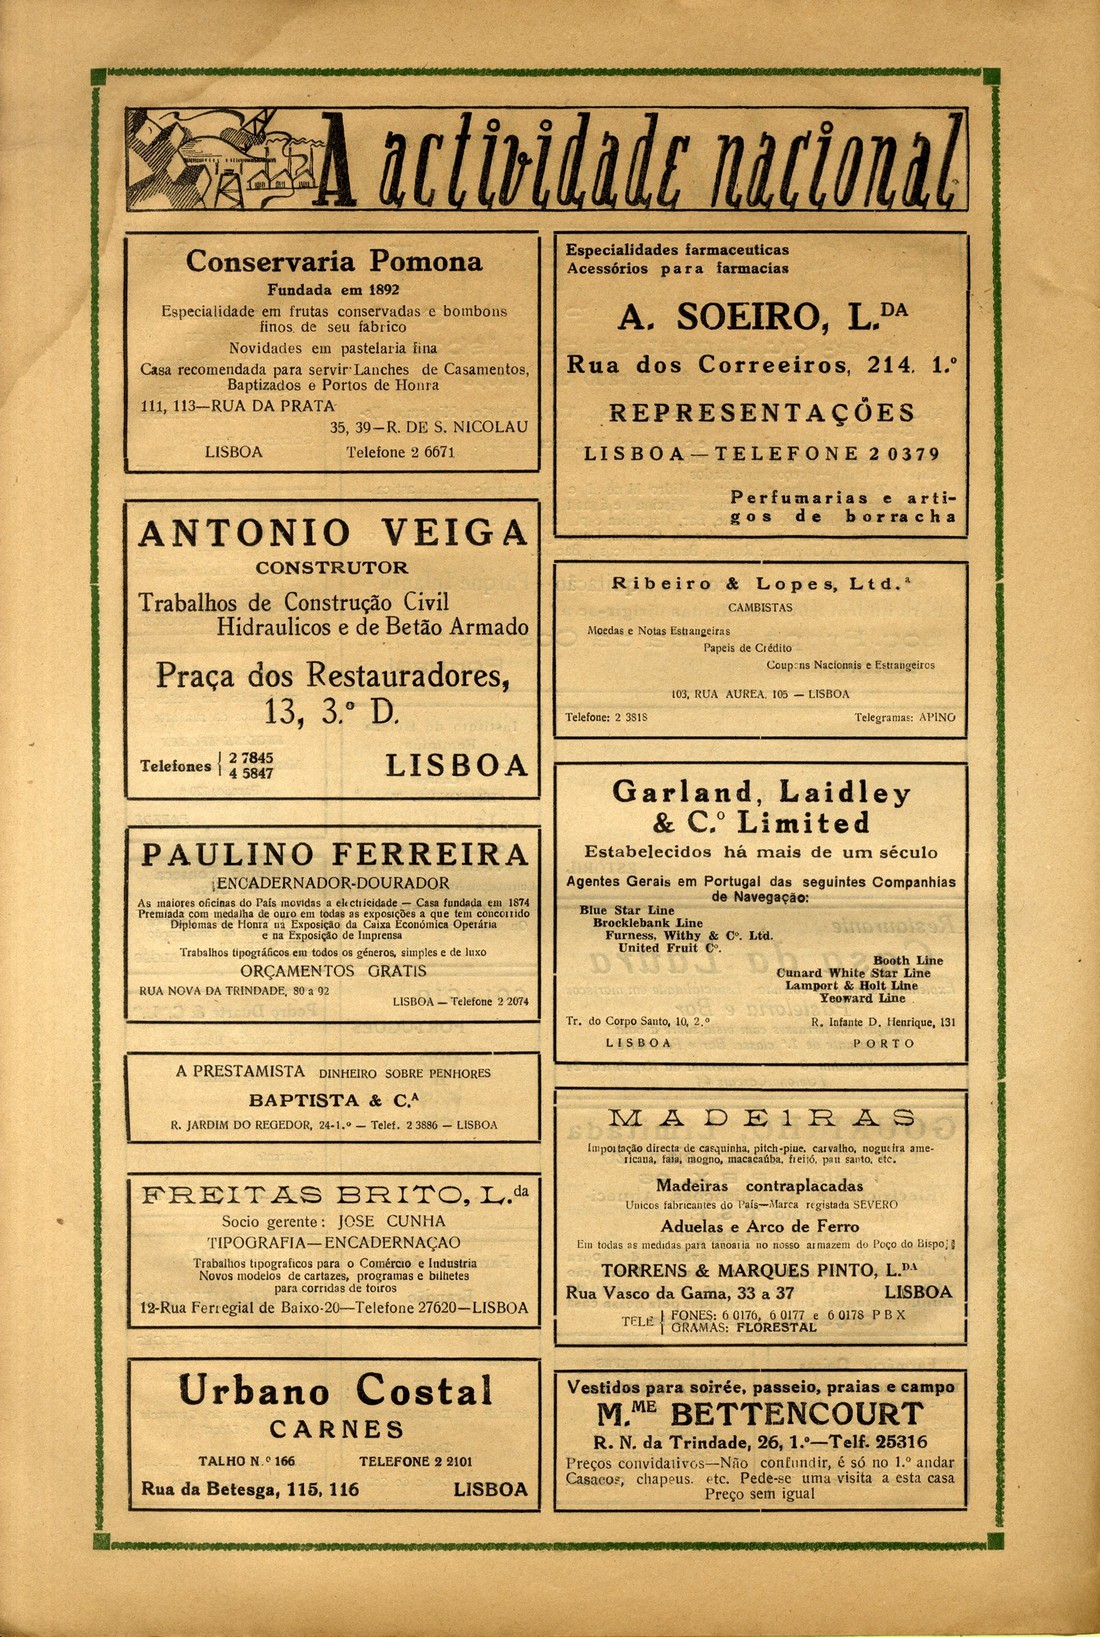 A actividade nacional
Conservaria Pomona
Fundada em 1892
Especialidade em frutas conservadas e bombons
finos de seu fabrico
Novidades em pastelaria fina
Casa recomendada para servir Lanches de Casamentos,
Baptizados e Portos de Honra
111, 113—RUA DA PRATA
35, 39—R. DE S. NICOLAU
LISBOA Telefone 2 6671
ANTONIO VEIGA
CONSTRUTOR
Trabalhos de Construção Civil
Hidraulicos e de Betão Armado
Praça dos Restauradores,
13, 3.º D.
Telefones { 2 7845
4 5847
LISBOA
PAULINO FERREIRA
ENCADERNADOR-DOURADOR
As maiores oficinas do País movidas a electricidade — Casa fundada em 1874
Premiada com medalha de ouro em todas as exposições a que tem concorrido
Diplomas de Honra na Exposição da Caixa Económica Operária
e na Exposição de Imprensa
Trabalhos tipográficos em todos os géneros, simples e de luxo
ORÇAMENTOS GRATIS
RUA NOVA DA TRINDADE, 80 a 92
LISBOA — Telefone 2 2074
A PRESTAMISTA DINHEIRO SOBRE PENHORES
BAPTISTA & C.ᴬ
R. JARDIM DO REGEDOR, 24-1.º — Telef. 2 3886 — LISBOA
FREITAS BRITO, L.da
Socio gerente: JOSE CUNHA
TIPOGRAFIA—ENCADERNAÇAO
Trabalhos tipograficos para o Comércio e Industria
Novos modelos de cartazes, programas e bilhetes
para corridas de toiros
12-Rua Ferregial de Baixo-20—Telefone 27620—LISBOA
Urbano Costal
CARNES
TALHO N.º 166 TELEFONE 2 2101
Rua da Betesga, 115, 116 LISBOA
Especialidades farmaceuticas
Acessórios para farmacias
A. SOEIRO, L.DA
Rua dos Correeiros, 214, 1.º
REPRESENTAÇÕES
LISBOA—TELEFONE 2 0379
Perfumarias e arti-
gos de borracha
Ribeiro & Lopes, Ltd.ª
CAMBISTAS
Moedas e Notas Estrangeiras
Papeis de Crédito
Coupons Nacionais e Estrangeiros
103, RUA AUREA, 105 — LISBOA
Telefone: 2 3818 Telegramas: APINO
Garland, Laidley
& C.º Limited
Estabelecidos há mais de um século
Agentes Gerais em Portugal das seguintes Companhias
de Navegação:
Blue Star Line
Brocklebank Line
Furness, Withy & Cº. Ltd.
United Fruit Cº.
Booth Line
Cunard White Star Line
Lamport & Holt Line
Yeoward Line
Tr. do Corpo Santo, 10, 2.º R. Infante D. Henrique, 131
LISBOA PORTO
MADEIRAS
Importação directa de casquinha, pitch-pine, carvalho, nogueira ame-
ricana, faia, mogno, macacaúba, freijó, pau santo, etc.
Madeiras contraplacadas
Unicos fabricantes do País—Marca registada SEVERO
Aduelas e Arco de Ferro
Em todas as medidas para tanoaria no nosso armazem do Poço do Bispo
TORRENS & MARQUES PINTO, L.DA
Rua Vasco da Gama, 33 a 37 LISBOA
TELE { FONES: 6 0176, 6 0177 e 6 0178 P B X
GRAMAS: FLORESTAL
Vestidos para soirée, passeio, praias e campo
M.ME BETTENCOURT
R. N. da Trindade, 26, 1.º—Telf. 25316
Preços convidativos—Não confundir, é só no 1.º andar
Casacos, chapeus, etc. Pede-se uma visita a esta casa
Preço sem igual